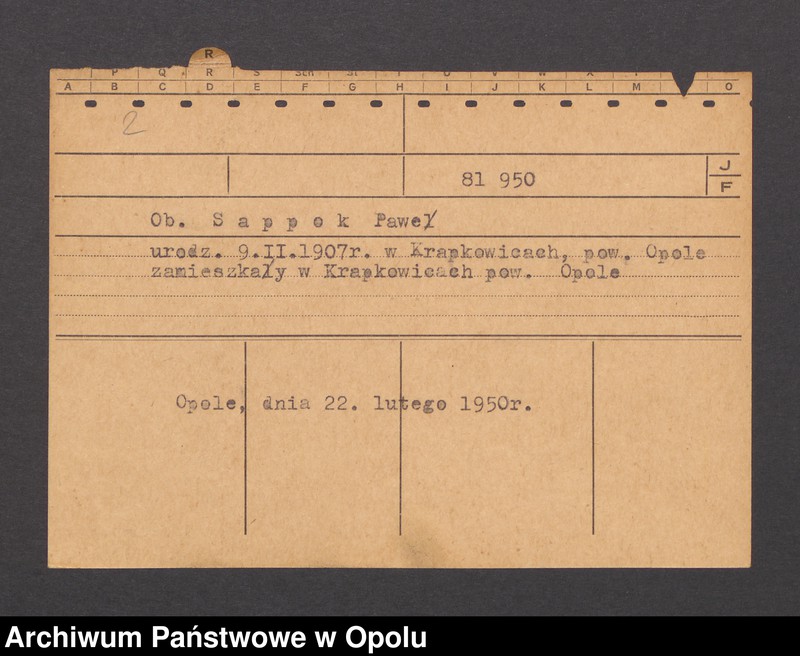 R
P Q R S Sch St T U V W X Y
A B C D E F G H I J K L M O
2
81 950
J
F
Ob. S a p p o k Paweł
urodz. 9.II.1907r. w Krapkowicach, pow. Opole
zamieszkały w Krapkowicach pow. Opole
Opole, dnia 22. lutego 1950r.
Archiwum Państwowe w Opolu